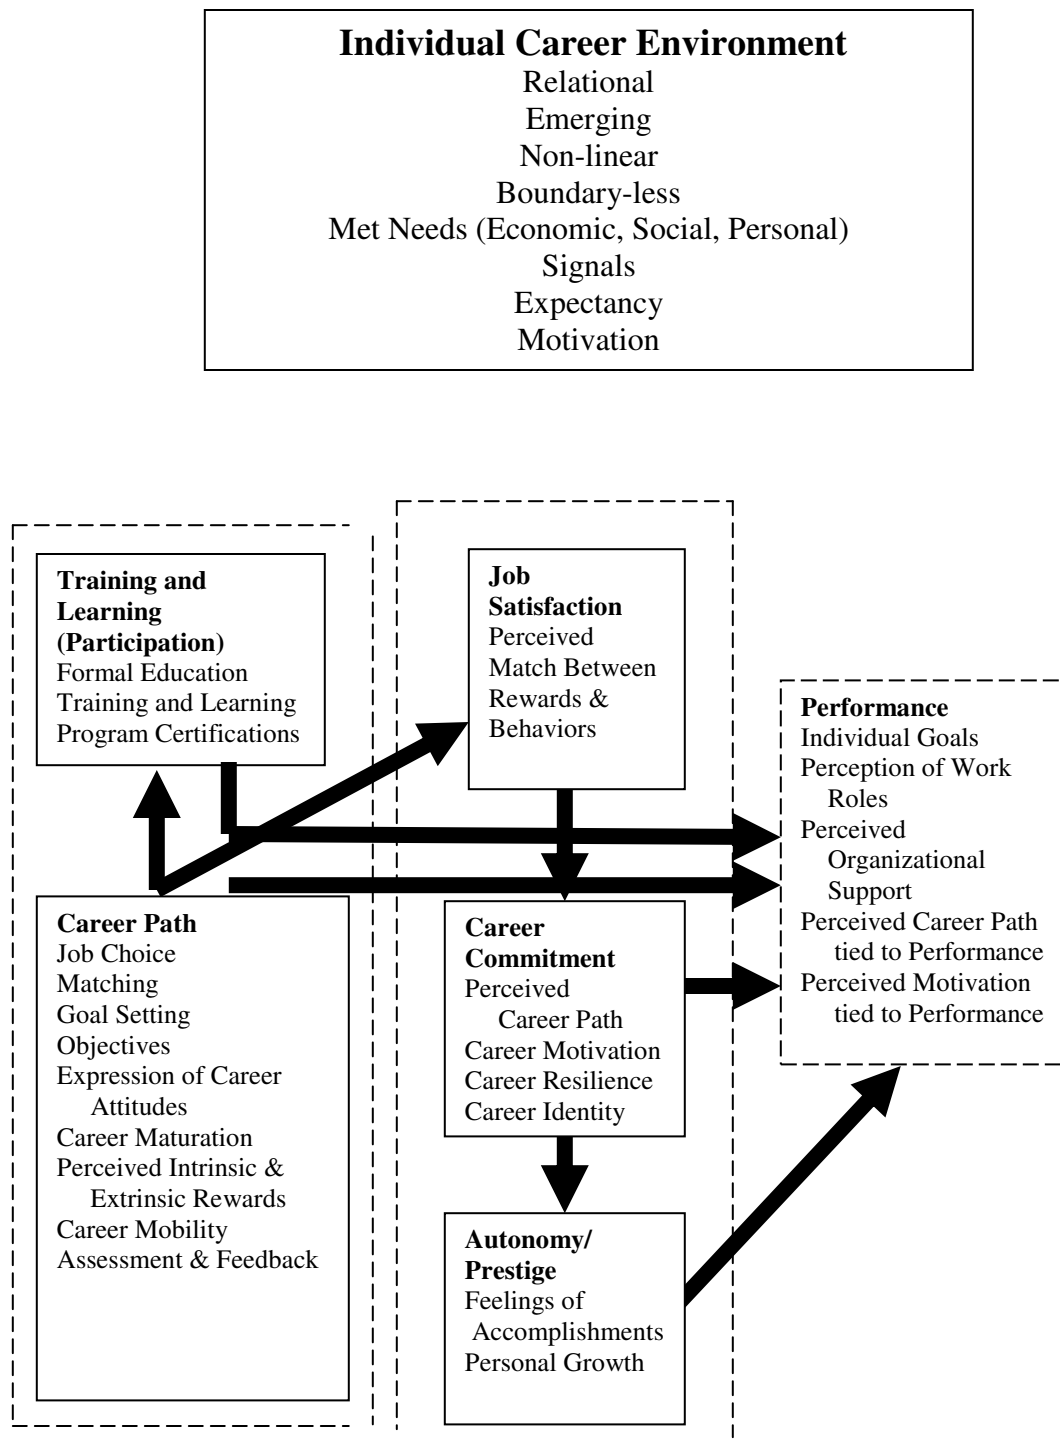 Individual Career Environment
Relational
Emerging
Non-linear
Boundary-less
Met Needs (Economic, Social, Personal)
Signals
Expectancy
Motivation
Training and
Learning
(Participation)
Formal Education
Training and Learning
Program Certifications
Career Path
Job Choice
Matching
Goal Setting
Objectives
Expression of Career
Attitudes
Career Maturation
Perceived Intrinsic &
Extrinsic Rewards
Career Mobility
Assessment & Feedback
Job
Satisfaction
Perceived
Match Between
Rewards &
Behaviors
Career
Commitment
Perceived
Career Path
Career Motivation
Career Resilience
Career Identity
Autonomy/
Prestige
Feelings of
Accomplishments
Personal Growth
Performance
Individual Goals
Perception of Work
Roles
Perceived
Organizational
Support
Perceived Career Path
tied to Performance
Perceived Motivation
tied to Performance